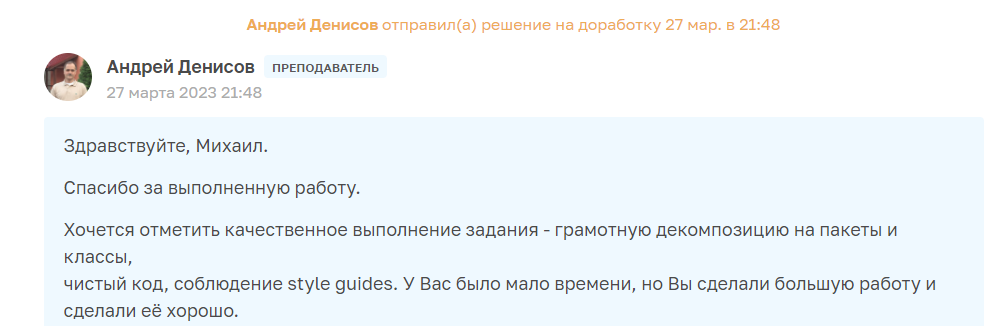 Андрей Денисов отправил(а) решение на доработку 27 мар. в 21:48
Андрей Денисов ПРЕПОДАВАТЕЛЬ
27 марта 2023 21:48
Здравствуйте, Михаил.
Спасибо за выполненную работу.
Хочется отметить качественное выполнение задания - грамотную декомпозицию на пакеты и
классы,
чистый код, соблюдение style guides. У Вас было мало времени, но Вы сделали большую работу и
сделали её хорошо.